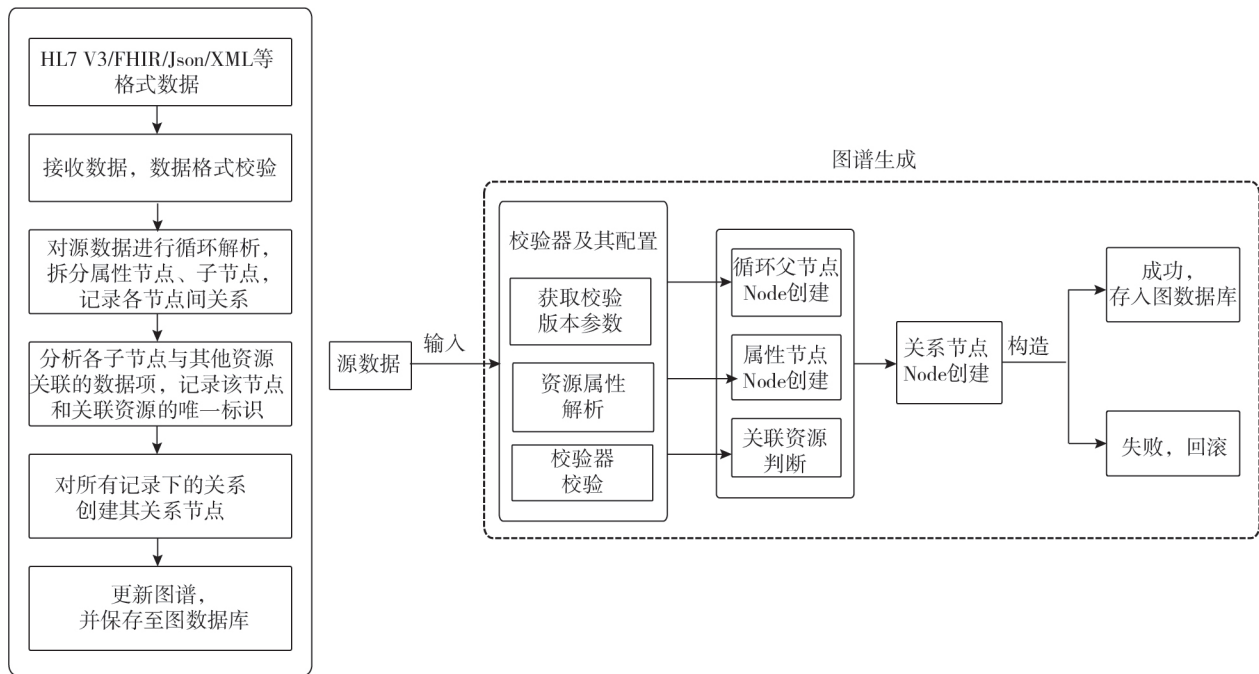 HL7 V3/FHIR/Json/XML等
格式数据
接收数据，数据格式校验
对源数据进行循环解析，
拆分属性节点、子节点，
记录各节点间关系
分析各子节点与其他资源
关联的数据项，记录该节点
和关联资源的唯一标识
对所有记录下的关系
创建其关系节点
更新图谱，
并保存至图数据库
源数据
输入
图谱生成
校验器及其配置
获取校验
版本参数
资源属性
解析
校验器
校验
循环父节点
Node创建
属性节点
Node创建
关联资源
判断
关系节点
Node创建
构造
成功，
存入图数据库
失败，回滚